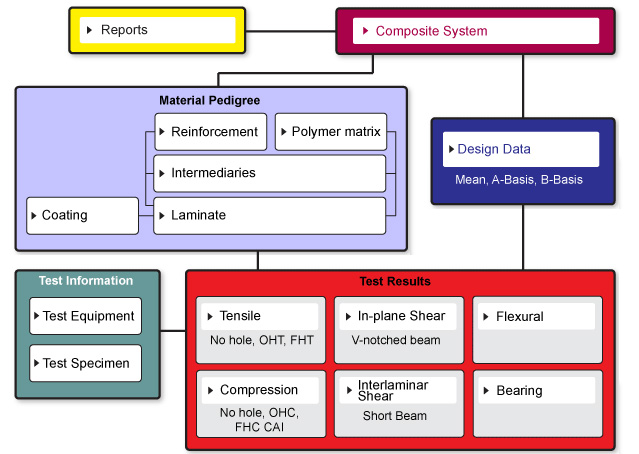 Reports
Composite System
Material Pedigree
Reinforcement
Polymer matrix
Intermediaries
Coating
Laminate
Design Data
Mean, A-Basis, B-Basis
Test Information
Test Equipment
Test Specimen
Test Results
Tensile
No hole, OHT, FHT
In-plane Shear
V-notched beam
Flexural
Compression
No hole, OHC,
FHC CAI
Interlaminar
Shear
Short Beam
Bearing